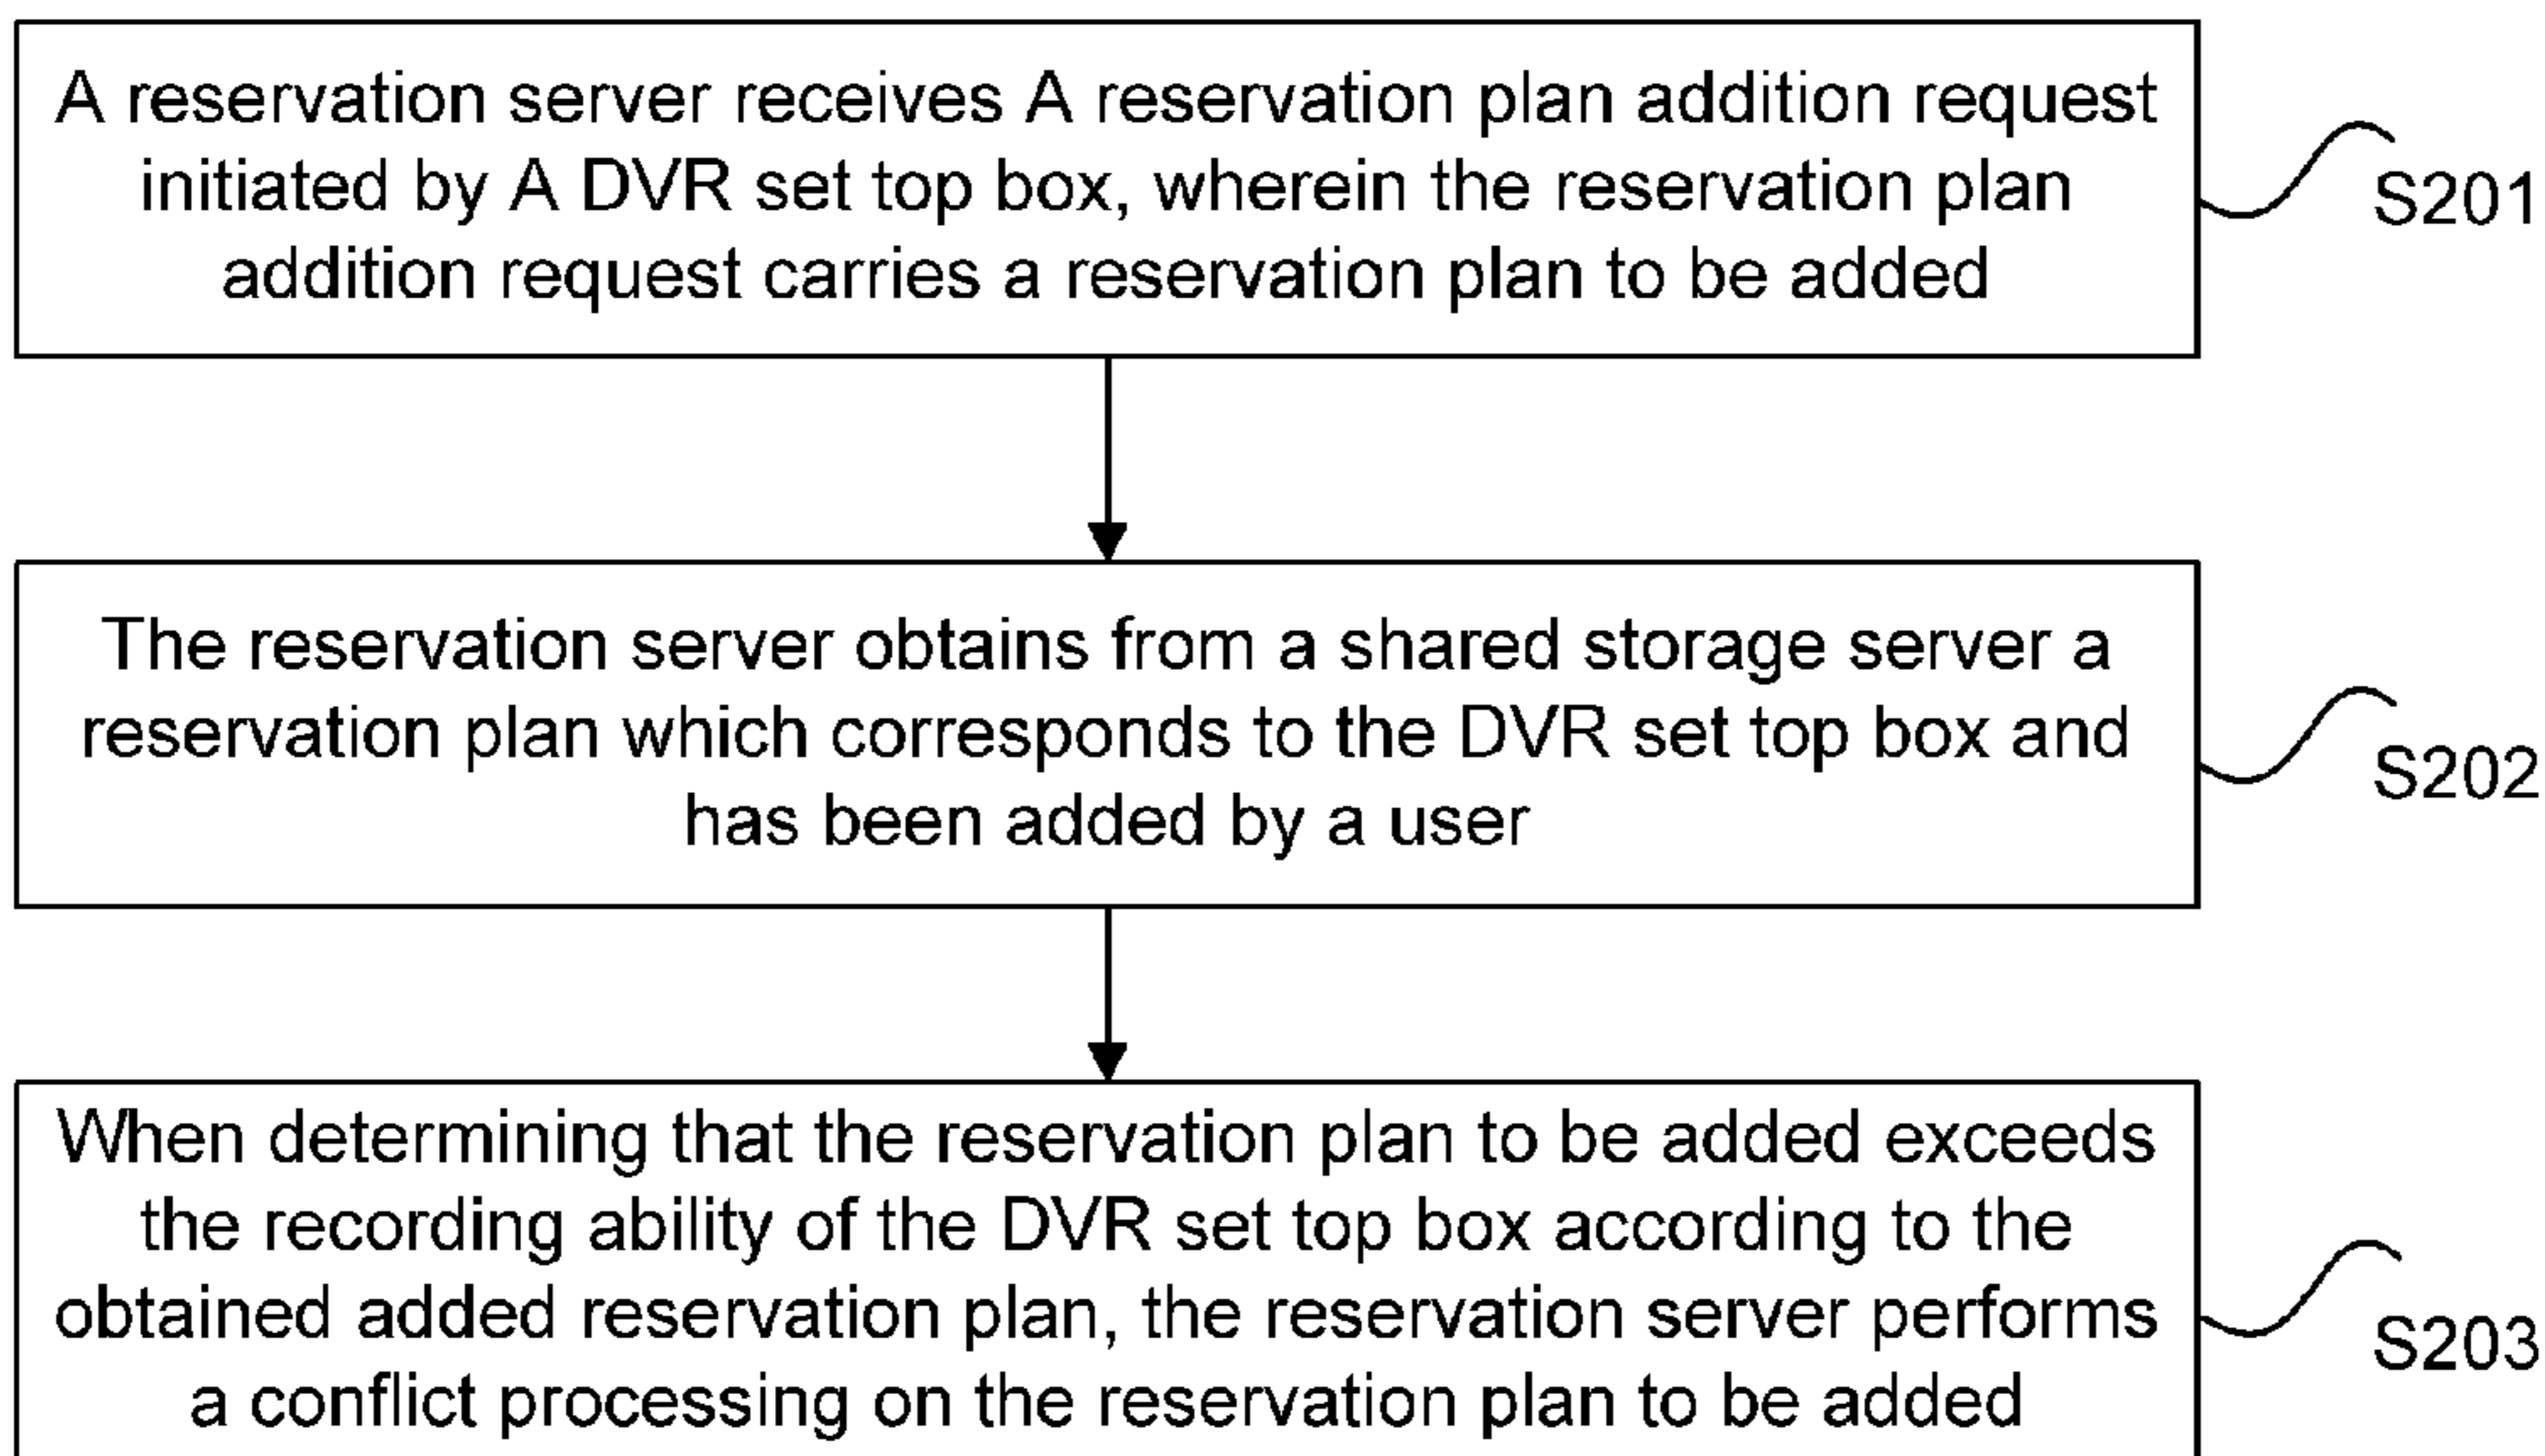 A reservation server receives A reservation plan addition request
initiated by A DVR set top box, wherein the reservation plan
addition request carries a reservation plan to be added
S201
The reservation server obtains from a shared storage server a
reservation plan which corresponds to the DVR set top box and
has been added by a user
S202
When determining that the reservation plan to be added exceeds
the recording ability of the DVR set top box according to the
obtained added reservation plan, the reservation server performs
a conflict processing on the reservation plan to be added
S203